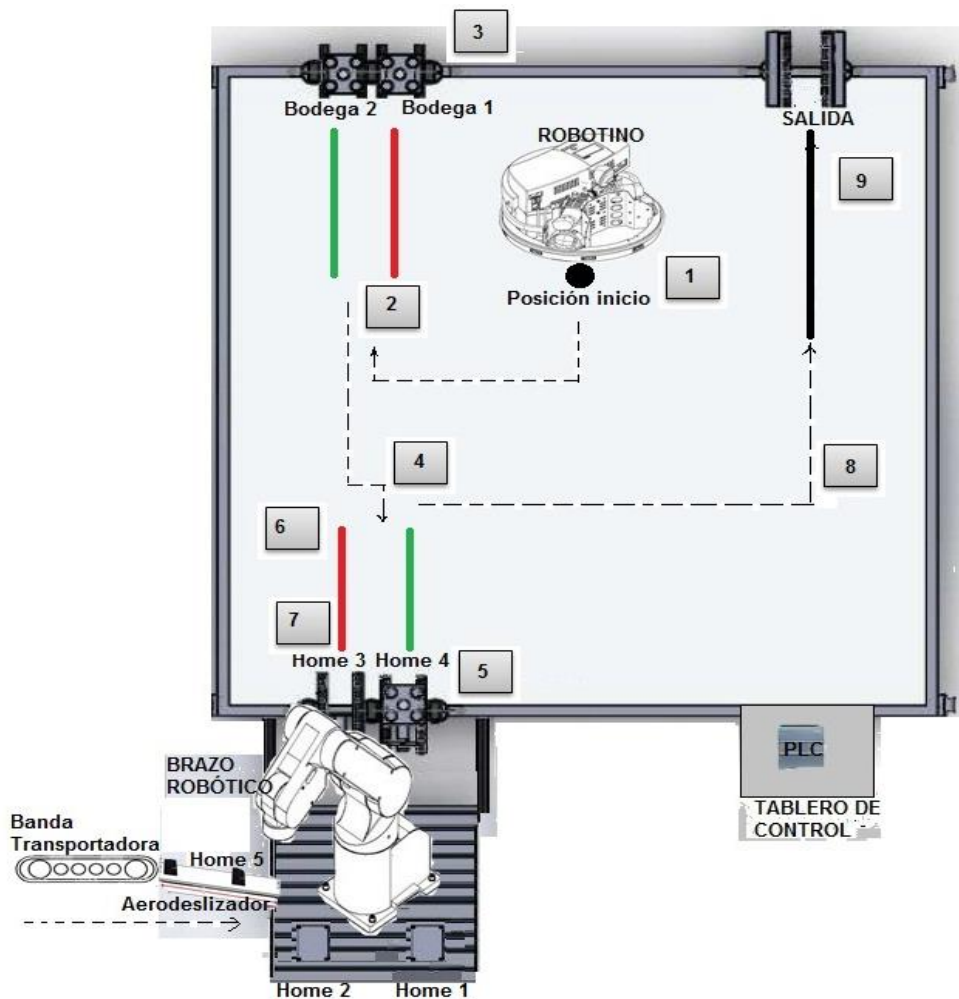 3
Bodega 2
Bodega 1
SALIDA
ROBOTINO
9
1
Posición inicio
2
4
8
6
7
Home 3
Home 4
5
PLC
BRAZO
ROBÓTICO
TABLERO DE
CONTROL
Banda
Transportadora
Home 5
Aerodeslizador
Home 2
Home 1